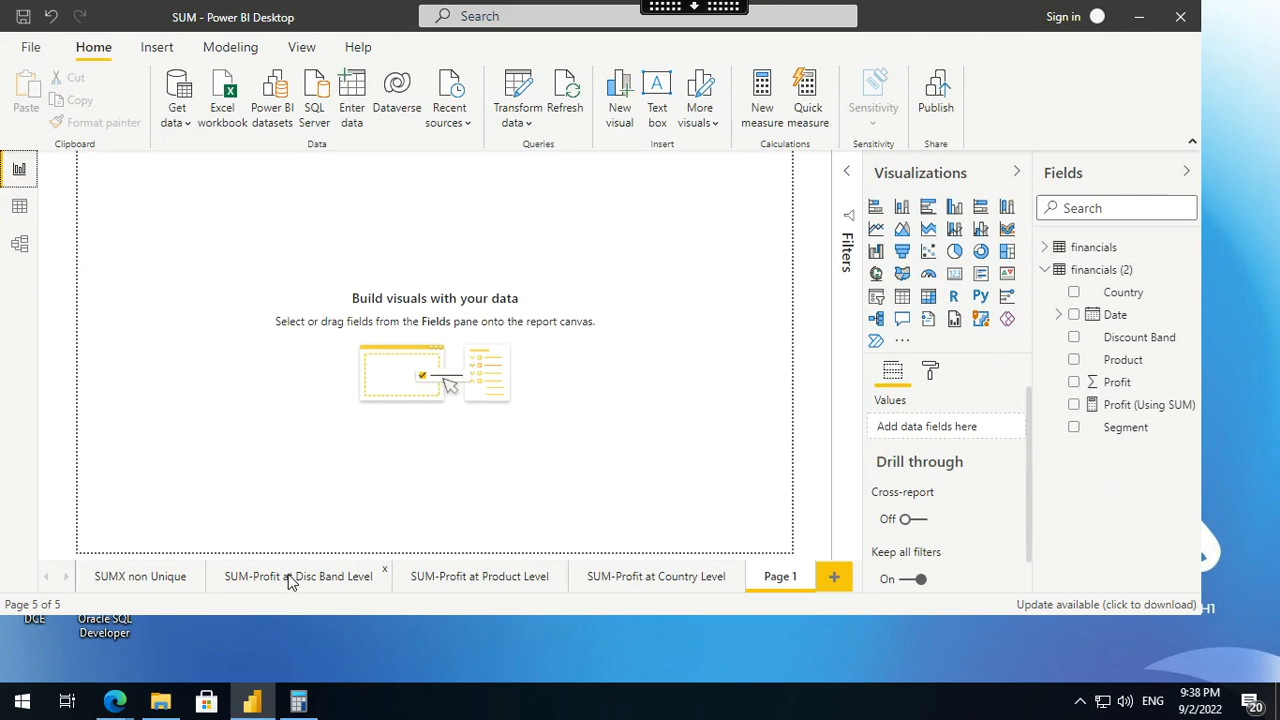 SUM - Power BI Desktop
Search
Sign in
File
Home
Insert
Modeling
View
Help
Paste
Cut
Copy
Format painter
Get data
Excel workbook
Power BI datasets
SQL Server
Enter data
Dataverse
Recent sources
Transform data
Refresh
New visual
Text box
More visuals
New measure
Quick measure
Sensitivity
Publish
Clipboard
Data
Queries
Insert
Calculations
Sensitivity
Share
Build visuals with your data
Select or drag fields from the Fields pane onto the report canvas.
Filters
Visualizations
R
Py
Values
Add data fields here
Drill through
Cross-report
Off
Keep all filters
On
Fields
Search
financials
financials (2)
Country
Date
Discount Band
Product
Profit
Profit (Using SUM)
Segment
SUMX non Unique
SUM-Profit at Disc Band Level
SUM-Profit at Product Level
SUM-Profit at Country Level
Page 1
Page 5 of 5
Update available (click to download)
H1
DCE
Oracle SQL
Developer
ENG
9:38 PM
9/2/2022
20